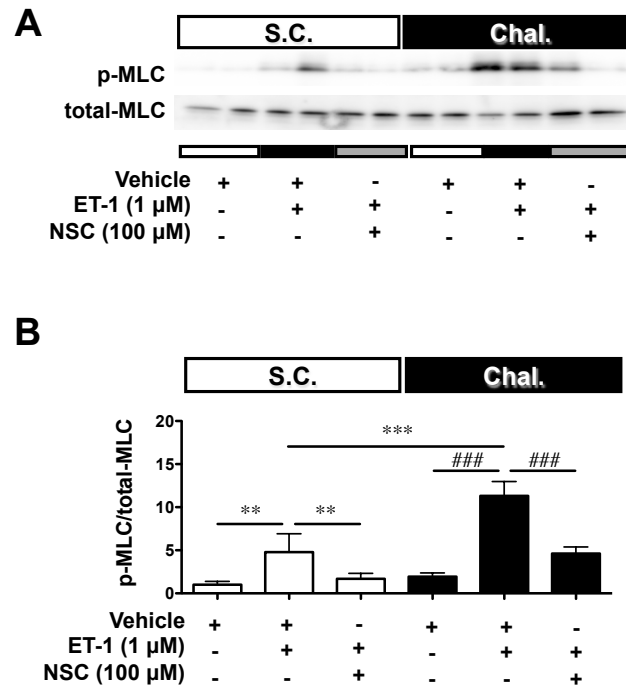 A
S.C. Chal.
p-MLC
total-MLC
Vehicle + + - + + -
ET-1 (1 µM) - + + - + +
NSC (100 µM) - - + - - +
B
S.C. Chal.
20
***
### ###
15
p-MLC/total-MLC
10
** **
5
0
Vehicle + + - + + -
ET-1 (1 µM) - + + - + +
NSC (100 µM) - - + - - +